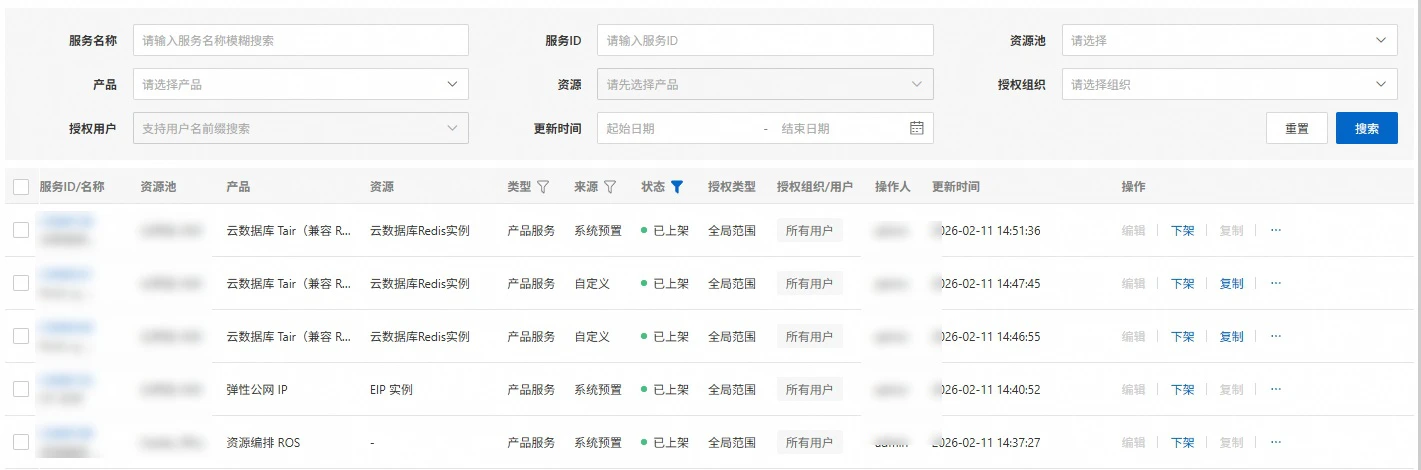 服务名称 请输入服务名称模糊搜索 服务ID 请输入服务ID 资源池 请选择
产品 请选择产品 资源 请先选择产品 授权组织 请选择组织
授权用户 支持用户名前缀搜索 更新时间 起始日期 - 结束日期 重置 搜索
服务ID/名称 资源池 产品 资源 类型 来源 状态 授权类型 授权组织/用户 操作人 更新时间 操作
云数据库 Tair（兼容 R... 云数据库Redis实例 产品服务 系统预置 已上架 全局范围 所有用户 026-02-11 14:51:36 编辑 下架 复制 ...
云数据库 Tair（兼容 R... 云数据库Redis实例 产品服务 自定义 已上架 全局范围 所有用户 026-02-11 14:47:45 编辑 下架 复制 ...
云数据库 Tair（兼容 R... 云数据库Redis实例 产品服务 自定义 已上架 全局范围 所有用户 026-02-11 14:46:55 编辑 下架 复制 ...
弹性公网 IP EIP 实例 产品服务 系统预置 已上架 全局范围 所有用户 026-02-11 14:40:52 编辑 下架 复制 ...
资源编排 ROS - 产品服务 系统预置 已上架 全局范围 所有用户 2026-02-11 14:37:27 编辑 下架 复制 ...